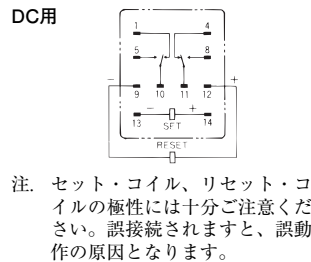 DC用
1 4
5 8
− +
9 10 11 12
− +
13 SET 14
RESET
注. セット・コイル、リセット・コ
イルの極性には十分ご注意くだ
さい。誤接続されますと、誤動
作の原因となります。